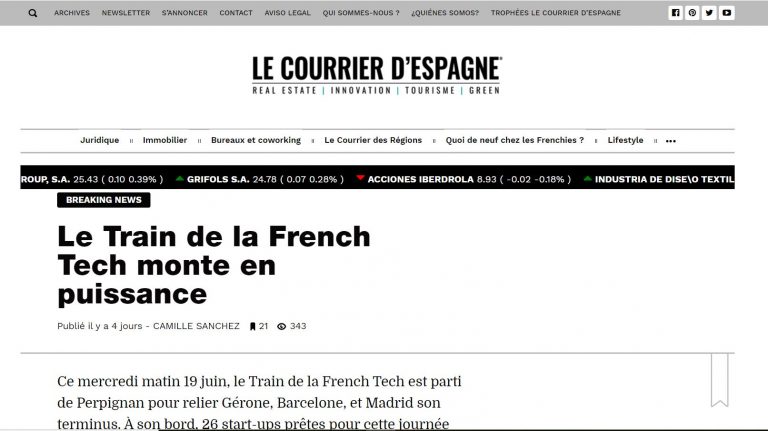 ARCHIVES NEWSLETTER S'ANNONCER CONTACT AVISO LEGAL QUI SOMMES-NOUS ? ¿QUIÉNES SOMOS? TROPHÉES LE COURRIER D'ESPAGNE
LE COURRIER D'ESPAGNE
REAL ESTATE | INNOVATION | TOURISME | GREEN
Juridique Immobilier Bureaux et coworking Le Courrier des Régions Quoi de neuf chez les Frenchies ? Lifestyle •••
ROUP, S.A. 25.43 ( 0.10 0.39% ) GRIFOLS S.A. 24.78 ( 0.07 0.28% ) ACCIONES IBERDROLA 8.93 ( -0.02 -0.18% ) INDUSTRIA DE DISE\O TEXTIL
BREAKING NEWS
Le Train de la French
Tech monte en
puissance
Publié il y a 4 jours - CAMILLE SANCHEZ 21 343
Ce mercredi matin 19 juin, le Train de la French Tech est parti
de Perpignan pour relier Gérone, Barcelone, et Madrid son
terminus. À son bord, 26 start-ups prêtes pour cette journée